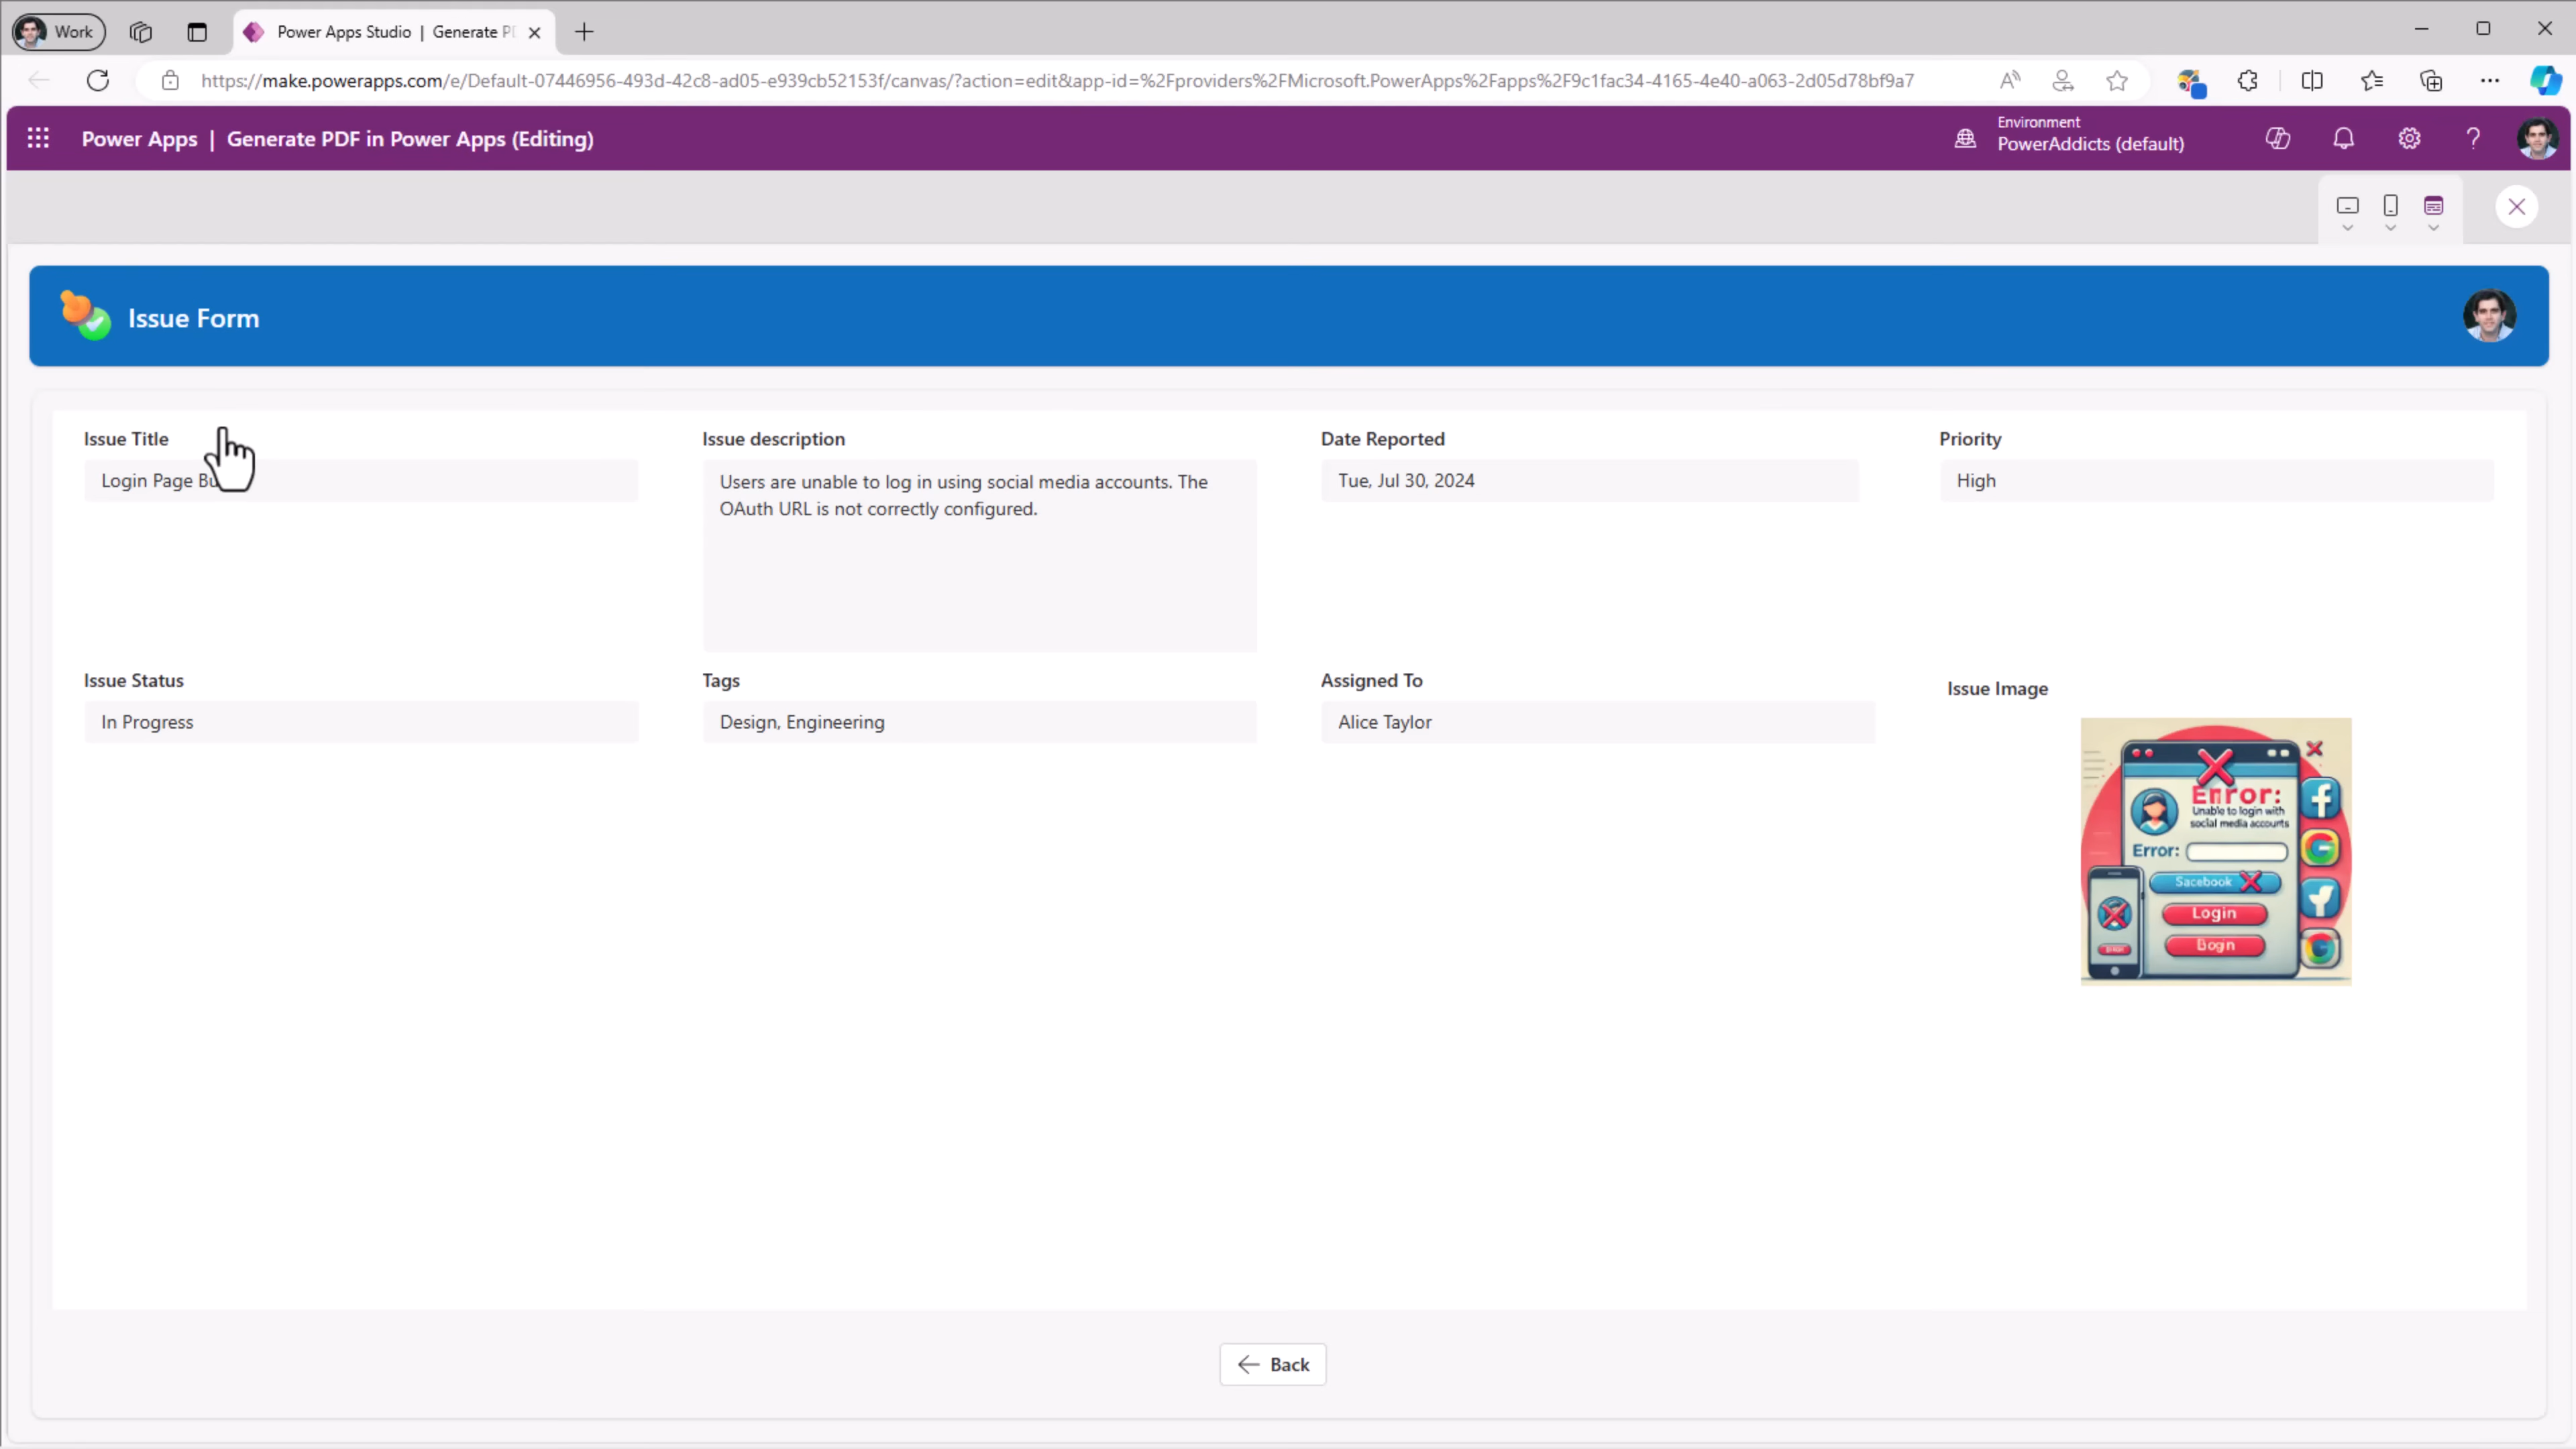 Work
Power Apps Studio | Generate P
https://make.powerapps.com/e/Default-07446956-493d-42c8-ad05-e939cb52153f/canvas/?action=edit&app-id=%2Fproviders%2FMicrosoft.PowerApps%2Fapps%2F9c1fac34-4165-4e40-a063-2d05d78bf9a7
Power Apps | Generate PDF in Power Apps (Editing)
Environment
PowerAddicts (default)
Issue Form
Issue Title
Login Page Bu
Issue description
Users are unable to log in using social media accounts. The
OAuth URL is not correctly configured.
Date Reported
Tue, Jul 30, 2024
Priority
High
Issue Status
In Progress
Tags
Design, Engineering
Assigned To
Alice Taylor
Issue Image
Error:
Unable to login with
social media accounts
Error:
Sacebook
Login
Bogin
Back